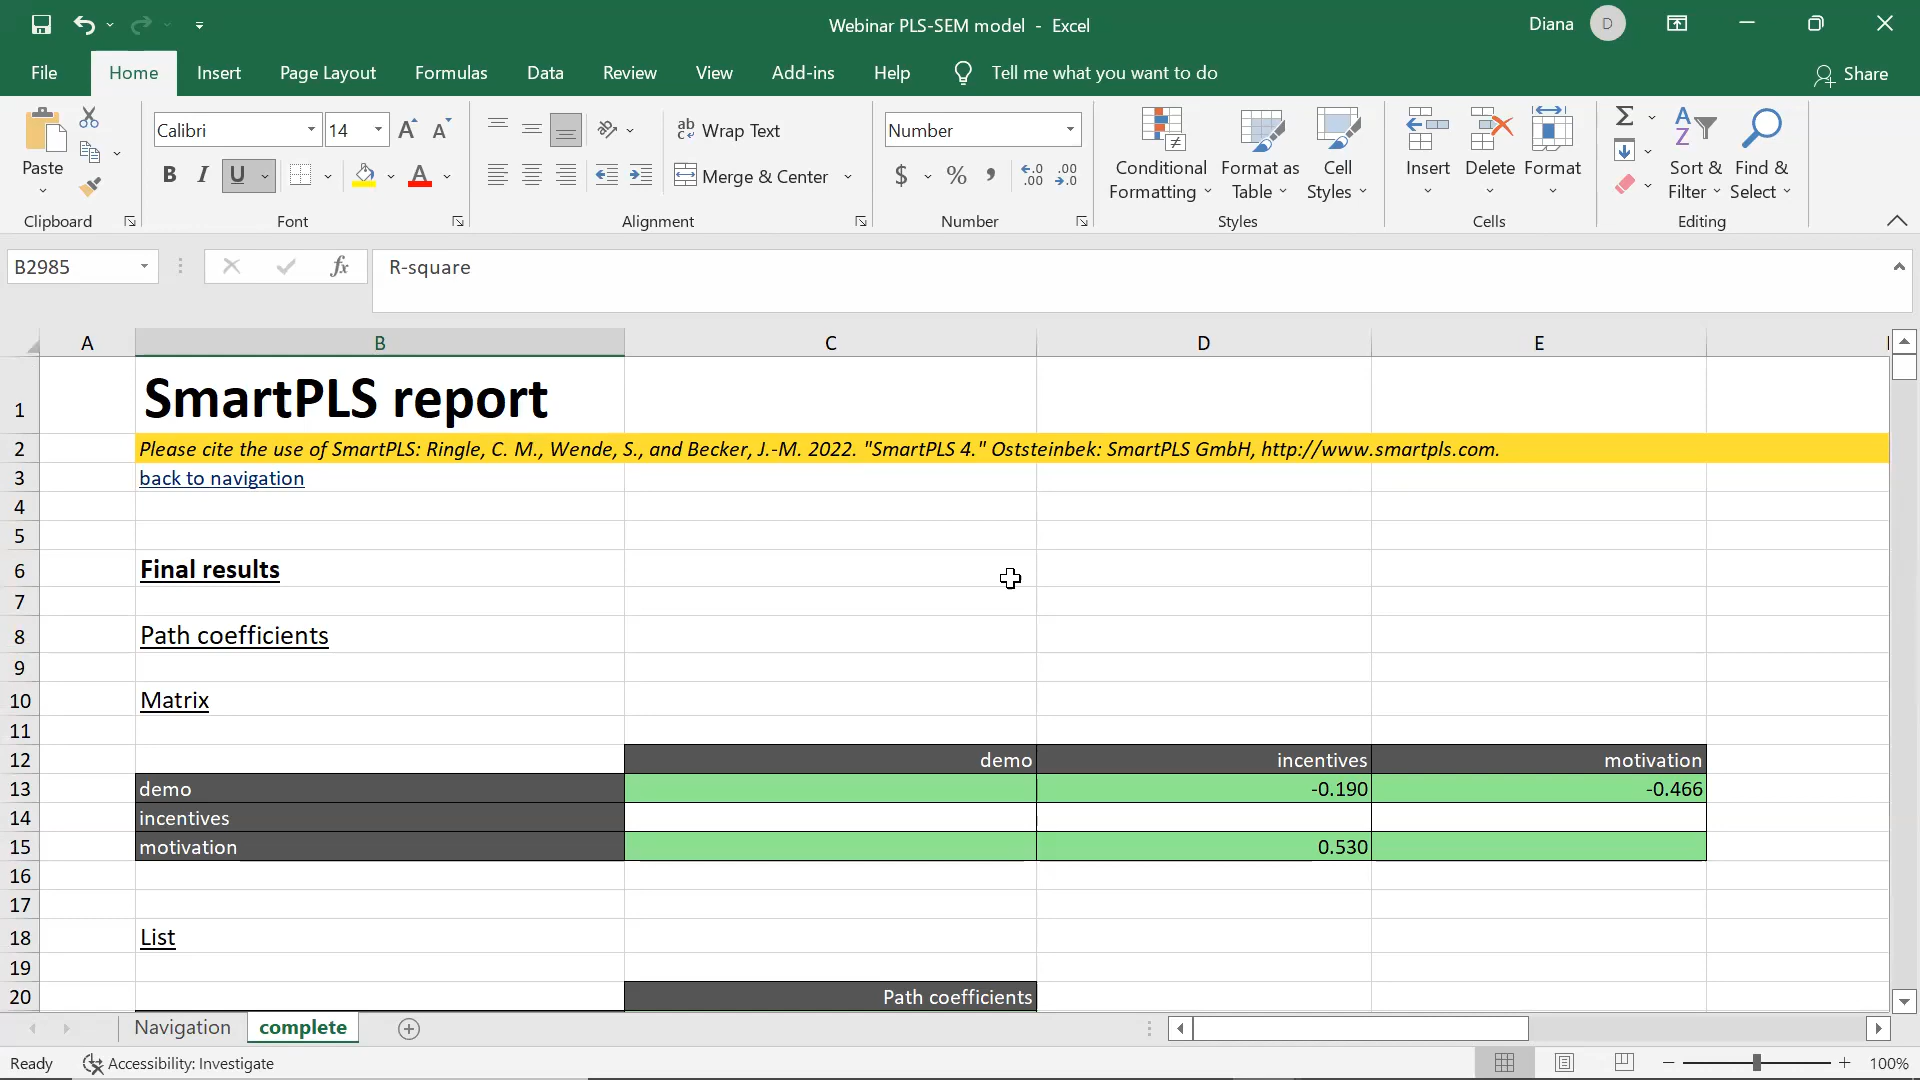 Webinar PLS-SEM model - Excel
Diana D
File Home Insert Page Layout Formulas Data Review View Add-ins Help Tell me what you want to do Share
Calibri 14 Wrap Text Number
Paste Merge & Center Conditional Formatting Format as Table Cell Styles Insert Delete Format Sort & Filter Find & Select
Clipboard Font Alignment Number Styles Cells Editing
B2985 fx R-square
A B C D E
1 SmartPLS report
2 Please cite the use of SmartPLS: Ringle, C. M., Wende, S., and Becker, J.-M. 2022. "SmartPLS 4." Oststeinbek: SmartPLS GmbH, http://www.smartpls.com.
3 back to navigation
4
5
6 Final results
7
8 Path coefficients
9
10 Matrix
11
12 demo incentives motivation
13 demo -0.190 -0.466
14 incentives
15 motivation 0.530
16
17
18 List
19
20 Path coefficients
Navigation complete
Ready Accessibility: Investigate 100%